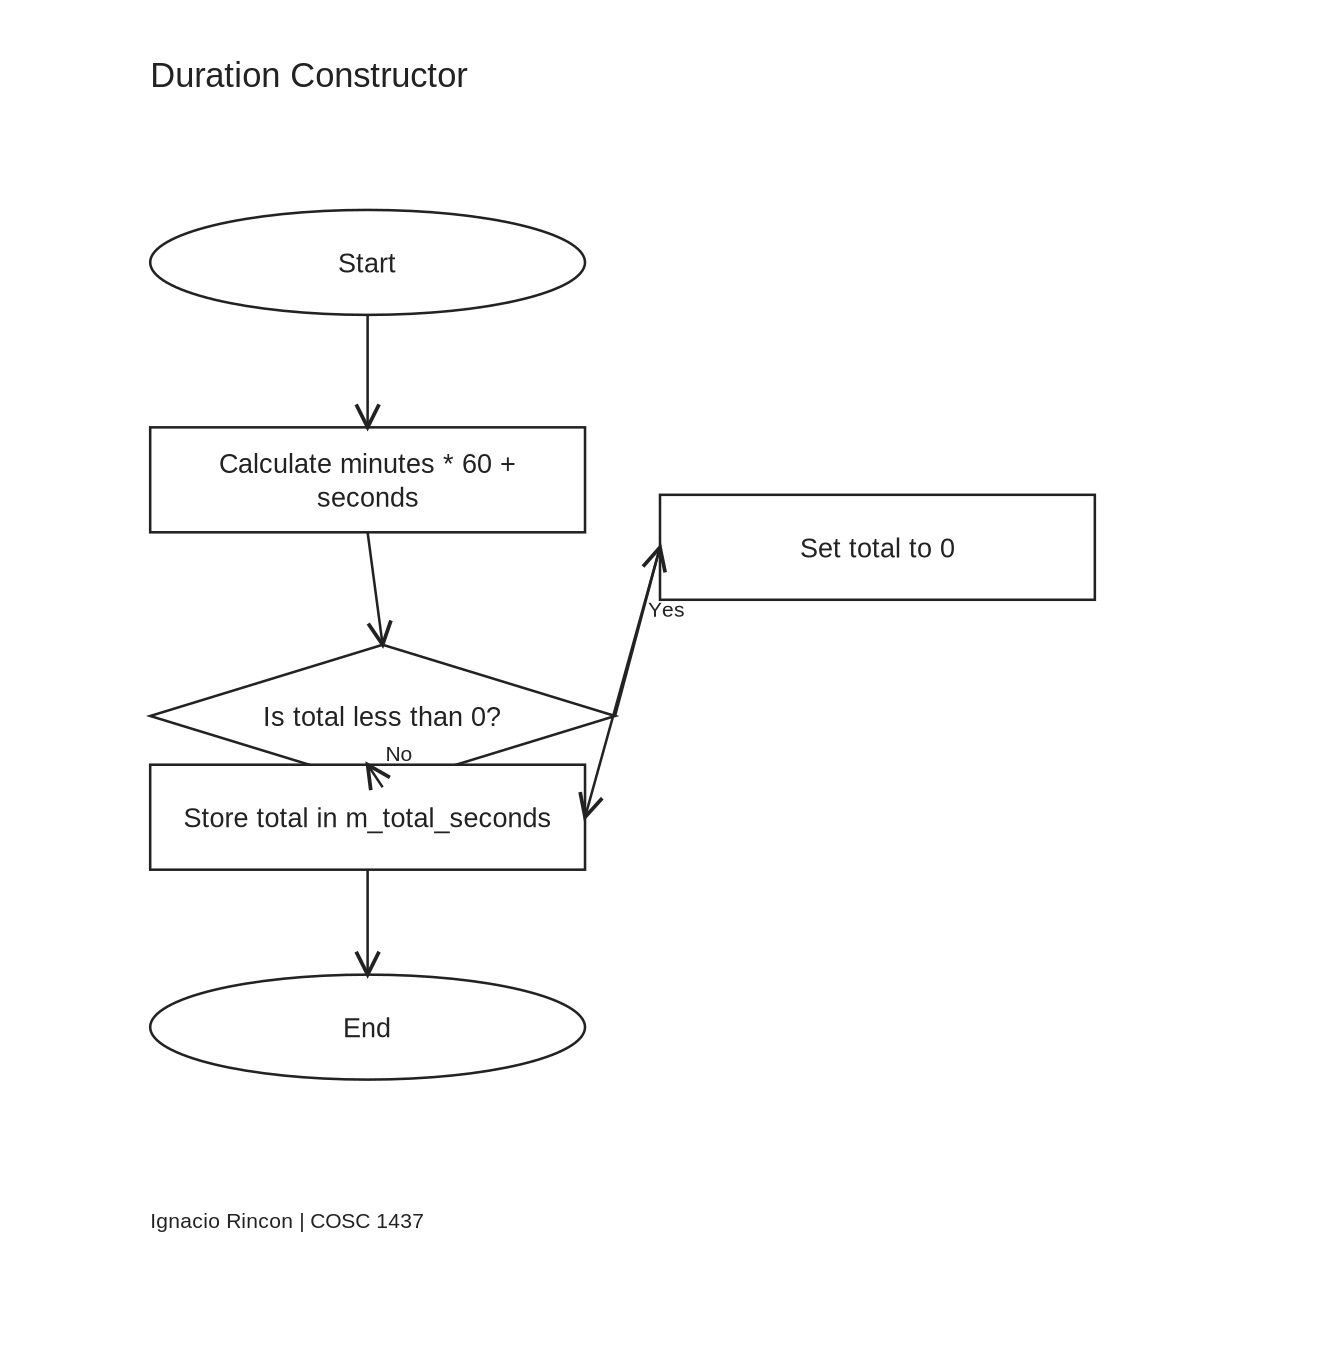 Duration Constructor
Start
Calculate minutes * 60 +
seconds
Set total to 0
Yes
Is total less than 0?
No
Store total in m_total_seconds
End
Ignacio Rincon | COSC 1437